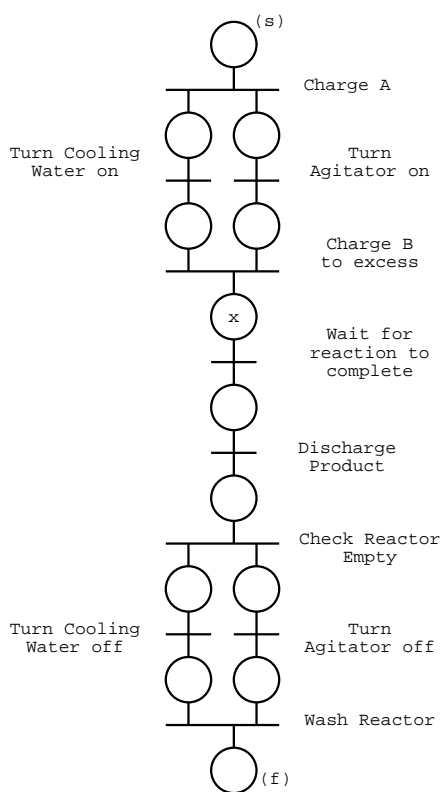 (s)
Charge A
Turn Cooling
Water on
Turn
Agitator on
Charge B
to excess
x
Wait for
reaction to
complete
Discharge
Product
Check Reactor
Empty
Turn Cooling
Water off
Turn
Agitator off
Wash Reactor
(f)